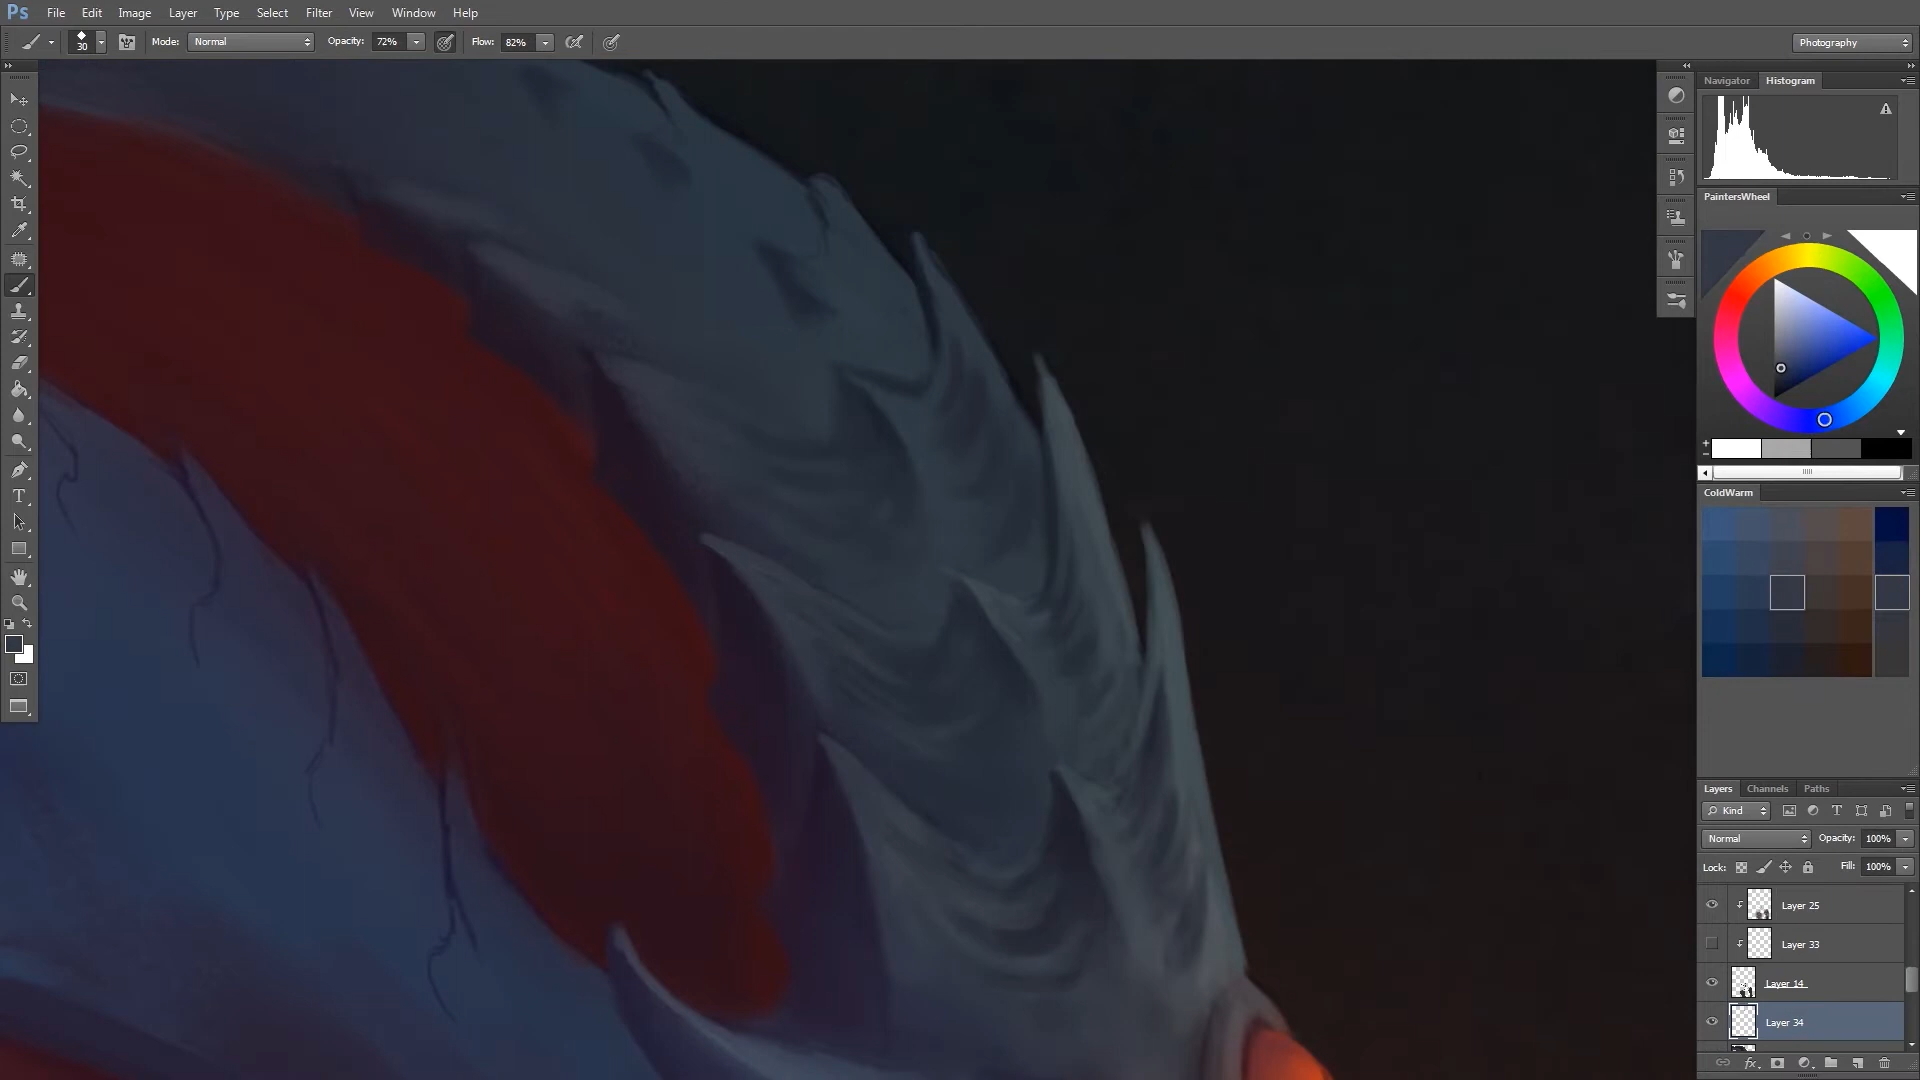 Ps File Edit Image Layer Type Select Filter View Window Help
30 Mode: Normal Opacity: 72% Flow: 82% Photography
Navigator Histogram
PaintersWheel
ColdWarm
Layers Channels Paths
Kind
Normal Opacity: 100%
Lock: Fill: 100%
Layer 25
Layer 33
Layer 14
Layer 34
fx